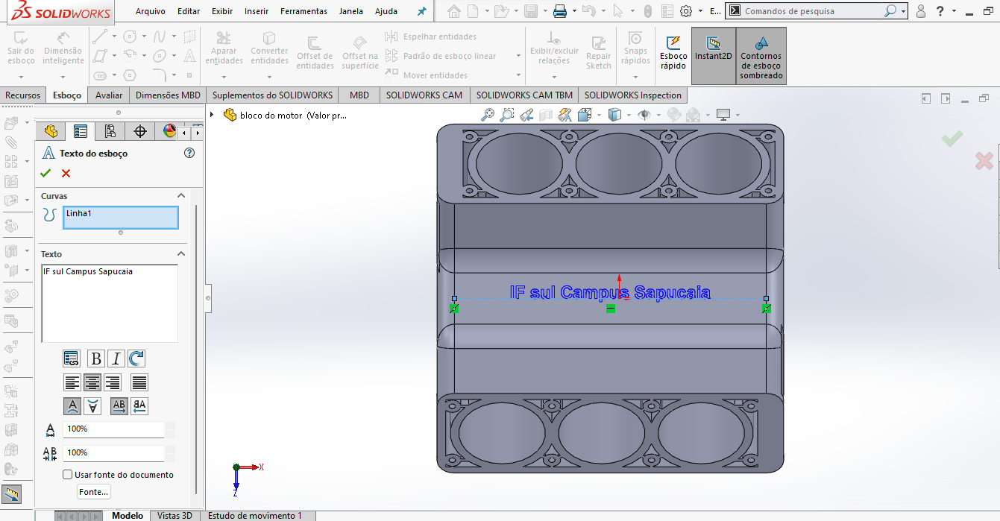 SOLIDWORKS
Arquivo Editar Exibir Inserir Ferramentas Janela Ajuda E... Comandos de pesquisa ?
Sair do esboço
Dimensão inteligente
Aparar entidades
Converter entidades
Offset de entidades
Offset na superfície
Espelhar entidades
Padrão de esboço linear
Mover entidades
Exibir/excluir relações
Repair Sketch
Snaps rápidos
Esboço rápido
Instant2D
Contornos de esboço sombreado
Recursos Esboço Avaliar Dimensões MBD Suplementos do SOLIDWORKS MBD SOLIDWORKS CAM SOLIDWORKS CAM TBM SOLIDWORKS Inspection
bloco do motor (Valor pr...
Texto do esboço ?
Curvas
Linha1
Texto
IF sul Campus Sapucaia
B I
A A AB AB
A 100%
A B 100%
Usar fonte do documento
Fonte...
IF sul Campus Sapucaia
X
Z
Modelo Vistas 3D Estudo de movimento 1